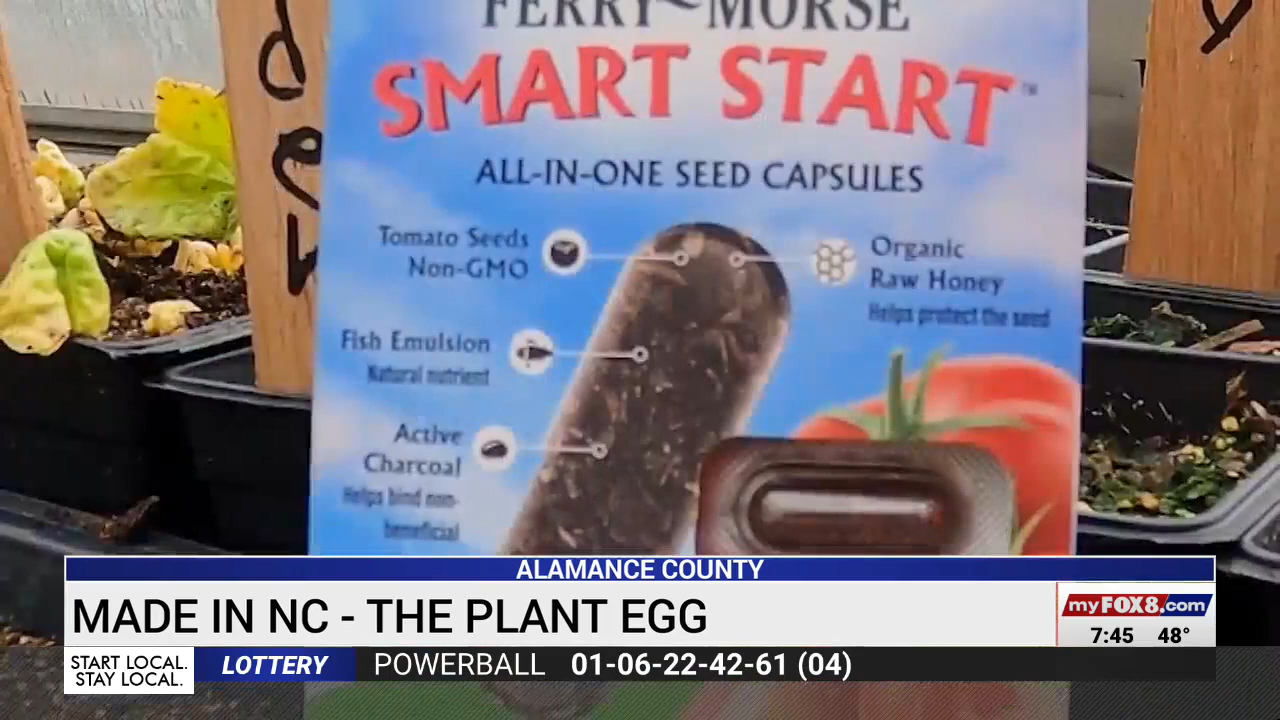 FERRY-MORSE
SMART START™
ALL-IN-ONE SEED CAPSULES
Tomato Seeds
Non-GMO
Organic
Raw Honey
Helps protect the seed
Fish Emulsion
Natural nutrient
Active
Charcoal
Helps bind non-
beneficial
ALAMANCE COUNTY
MADE IN NC - THE PLANT EGG
myFOX8.com
7:45 48°
START LOCAL.
STAY LOCAL.
LOTTERY POWERBALL 01-06-22-42-61 (04)